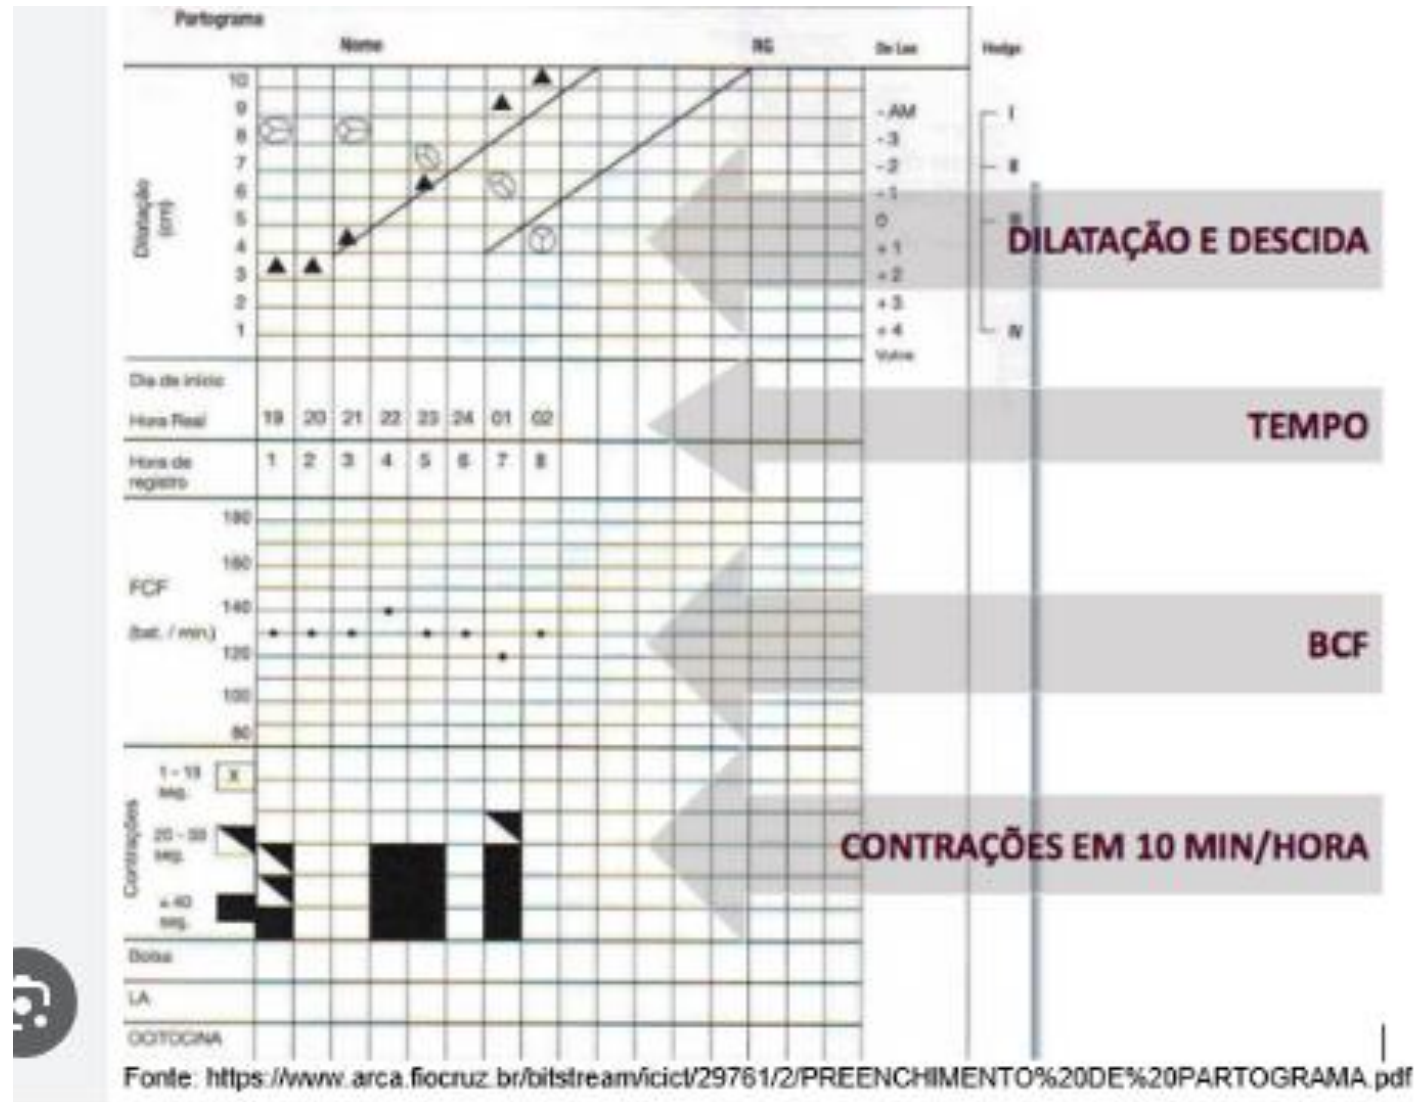 Partograma
Nome RG De Lee Hodge
Dilatação
(cm)
10
9
8
7
6
5
4
3
2
1
- AM
- 3
- 2
- 1
0
+ 1
+ 2
+ 3
+ 4
Vulva
I
II
III
IV
DILATAÇÃO E DESCIDA
Dia de início
Hora Real 19 20 21 22 23 24 01 02
Hora de
registro
1 2 3 4 5 6 7 8
TEMPO
FCF
(bat. / min.)
180
160
140
120
100
80
BCF
Contrações
1 - 19
seg.
X
seg.
≥ 40
seg.
CONTRAÇÕES EM 10 MIN/HORA
Bolsa
LA
OCITOCINA
Fonte: https://www.arca.fiocruz.br/bitstream/icict/29761/2/PREENCHIMENTO%20DE%20PARTOGRAMA.pdf